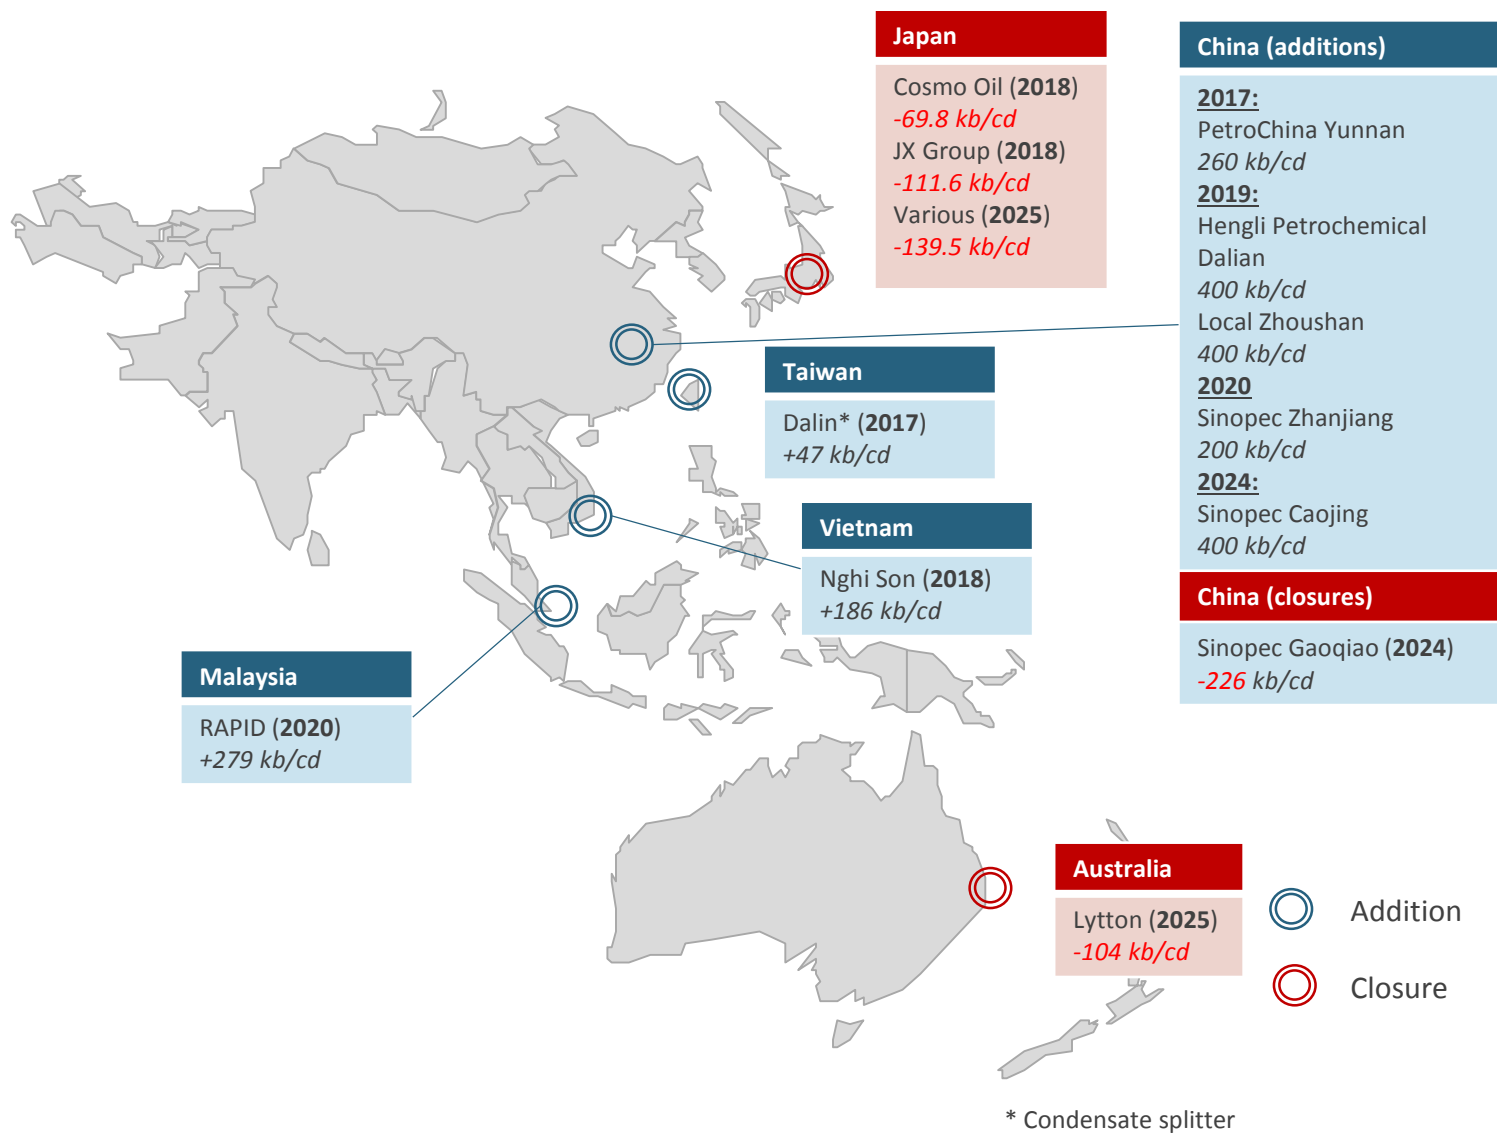 Japan
Cosmo Oil (2018)
-69.8 kb/cd
JX Group (2018)
-111.6 kb/cd
Various (2025)
-139.5 kb/cd
China (additions)
2017:
PetroChina Yunnan
260 kb/cd
2019:
Hengli Petrochemical
Dalian
400 kb/cd
Local Zhoushan
400 kb/cd
2020
Sinopec Zhanjiang
200 kb/cd
2024:
Sinopec Caojing
400 kb/cd
China (closures)
Sinopec Gaoqiao (2024)
-226 kb/cd
Taiwan
Dalin* (2017)
+47 kb/cd
Vietnam
Nghi Son (2018)
+186 kb/cd
Malaysia
RAPID (2020)
+279 kb/cd
Australia
Lytton (2025)
-104 kb/cd
Addition
Closure
* Condensate splitter